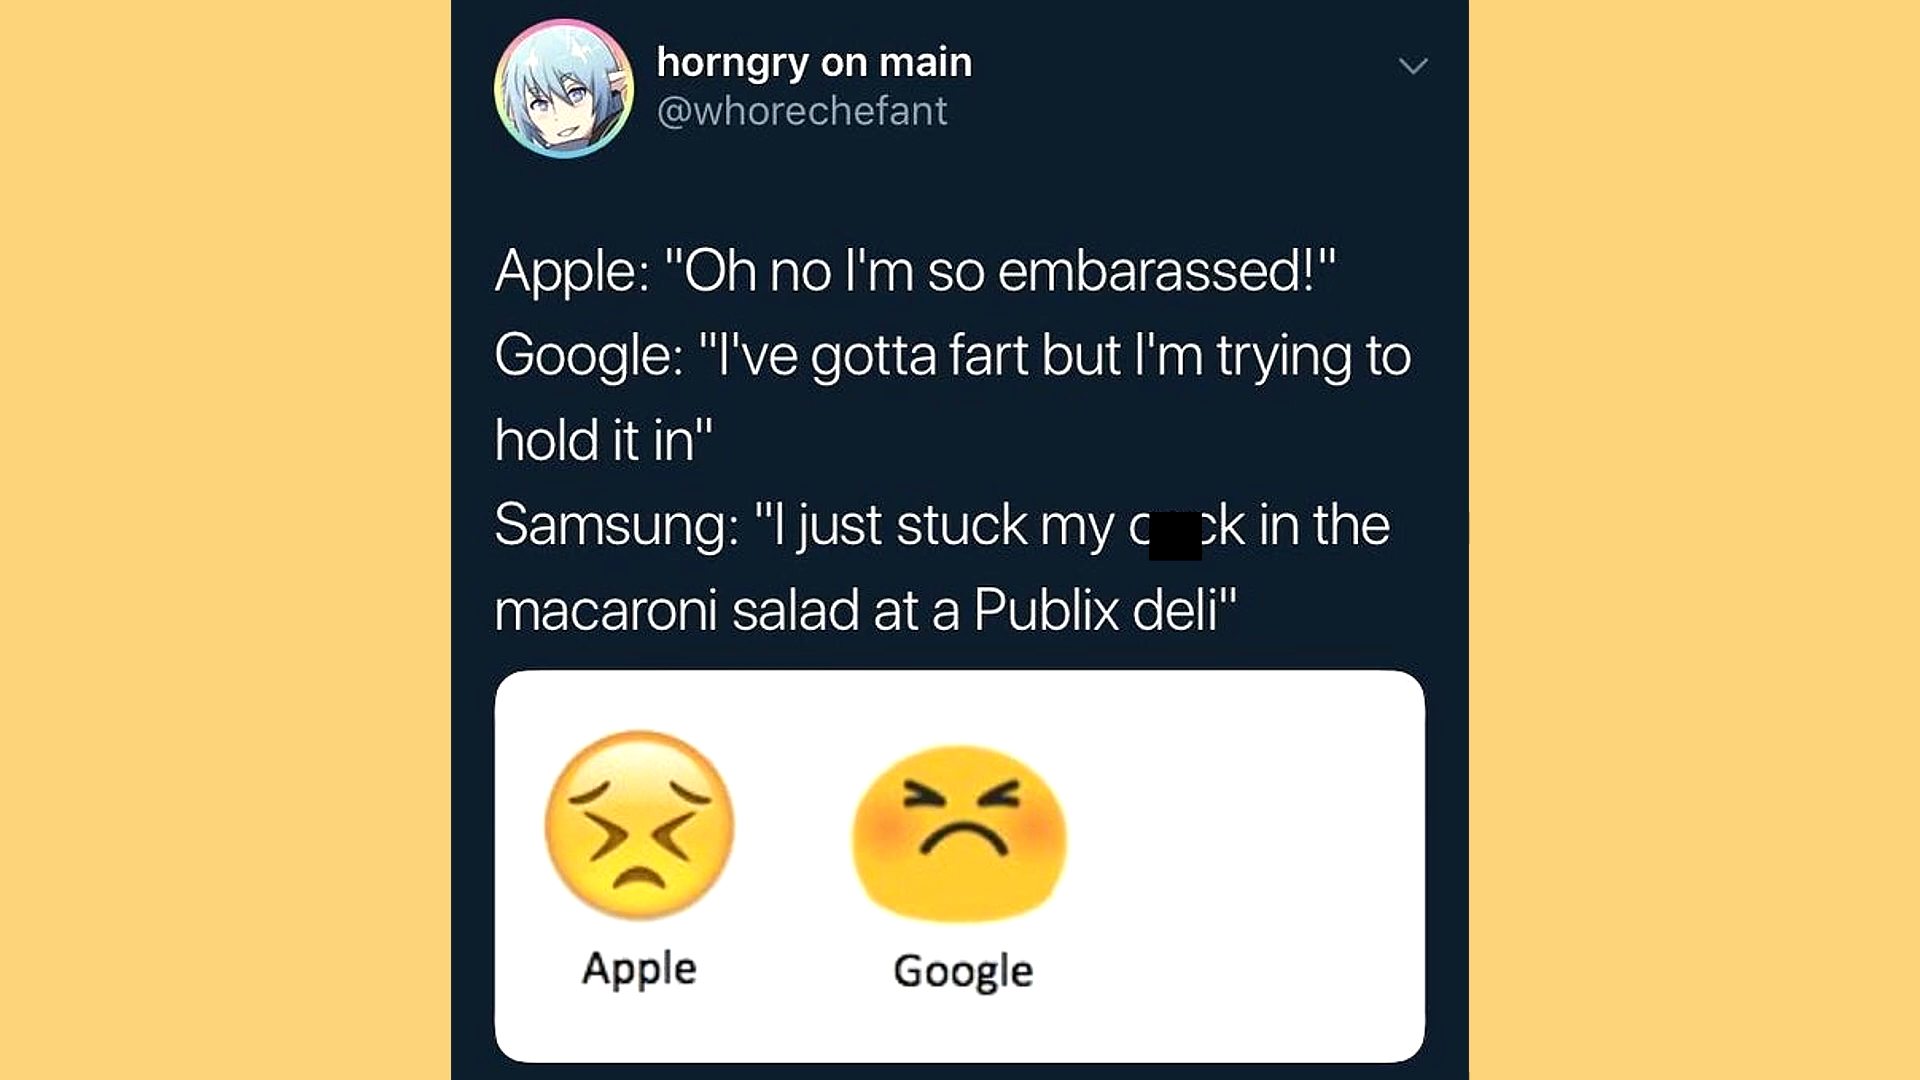 horngry on main
@whorechefant
Apple: "Oh no I'm so embarassed!"
Google: "I've gotta fart but I'm trying to
hold it in"
Samsung: "I just stuck my c ck in the
macaroni salad at a Publix deli"
Apple
Google